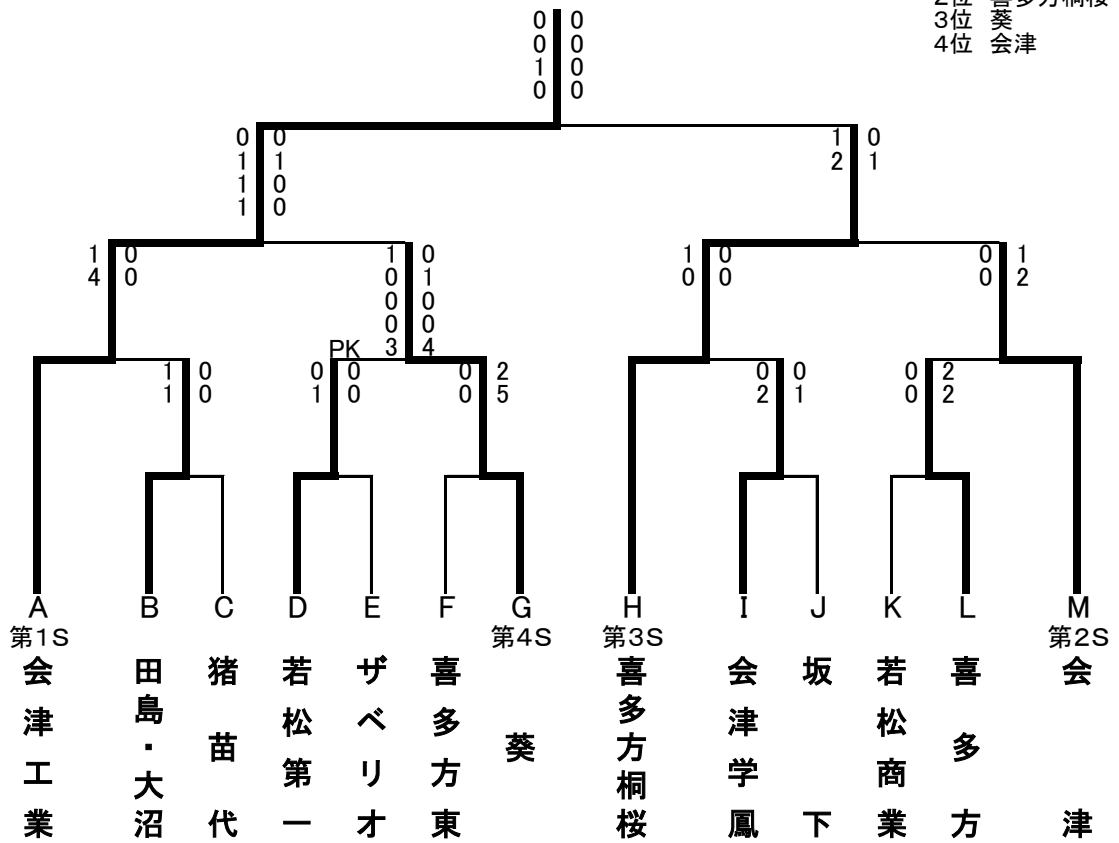 2位 喜多方桐桜
3位 葵
4位 会津
0 0
0 0
1 0
0 0
0 0
1 1
1 0
1 0
1 0
2 1
1 0
4 0
1 0
0 1
0 0
0 0
PK 3 4
1 0
0 0
0 1
0 2
1 0
1 0
0 0
1 0
0 2
0 5
0 0
2 1
0 2
0 2
A B C D E F G H I J K L M
第1S 第4S 第3S 第2S
会津工業
田島・大沼
猪苗代
若松第一
ザベリオ
喜多方東
葵
喜多方桐桜
会津学鳳
坂下
若松商業
喜多方
会津